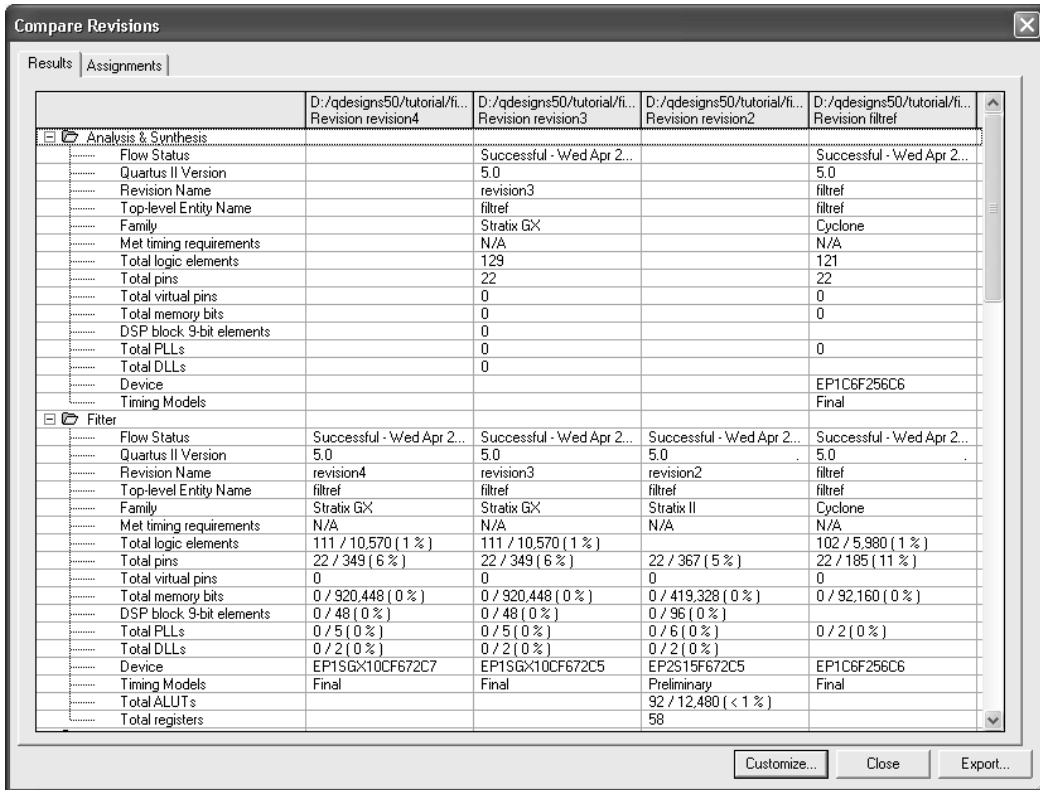 Compare Revisions
Results Assignments
D:/qdesigns50/tutorial/fi... D:/qdesigns50/tutorial/fi... D:/qdesigns50/tutorial/fi... D:/qdesigns50/tutorial/fi...
Revision revision4 Revision revision3 Revision revision2 Revision filtref
Analysis & Synthesis
Flow Status Successful - Wed Apr 2... Successful - Wed Apr 2...
Quartus II Version 5.0 5.0
Revision Name revision3 filtref
Top-level Entity Name filtref filtref
Family Stratix GX Cyclone
Met timing requirements N/A N/A
Total logic elements 129 121
Total pins 22 22
Total virtual pins 0 0
Total memory bits 0 0
DSP block 9-bit elements 0
Total PLLs 0 0
Total DLLs 0
Device EP1C6F256C6
Timing Models Final
Fitter
Flow Status Successful - Wed Apr 2... Successful - Wed Apr 2... Successful - Wed Apr 2... Successful - Wed Apr 2...
Quartus II Version 5.0 5.0 5.0 . 5.0 .
Revision Name revision4 revision3 revision2 filtref
Top-level Entity Name filtref filtref filtref filtref
Family Stratix GX Stratix GX Stratix II Cyclone
Met timing requirements N/A N/A N/A N/A
Total logic elements 111 / 10,570 ( 1 % ) 111 / 10,570 ( 1 % ) 102 / 5,980 ( 1 % )
Total pins 22 / 349 ( 6 % ) 22 / 349 ( 6 % ) 22 / 367 ( 5 % ) 22 / 185 ( 11 % )
Total virtual pins 0 0 0 0
Total memory bits 0 / 920,448 ( 0 % ) 0 / 920,448 ( 0 % ) 0 / 419,328 ( 0 % ) 0 / 92,160 ( 0 % )
DSP block 9-bit elements 0 / 48 ( 0 % ) 0 / 48 ( 0 % ) 0 / 96 ( 0 % )
Total PLLs 0 / 5 ( 0 % ) 0 / 5 ( 0 % ) 0 / 6 ( 0 % ) 0 / 2 ( 0 % )
Total DLLs 0 / 2 ( 0 % ) 0 / 2 ( 0 % ) 0 / 2 ( 0 % )
Device EP1SGX10CF672C7 EP1SGX10CF672C5 EP2S15F672C5 EP1C6F256C6
Timing Models Final Final Preliminary Final
Total ALUTs 92 / 12,480 ( < 1 % )
Total registers 58
Customize... Close Export...